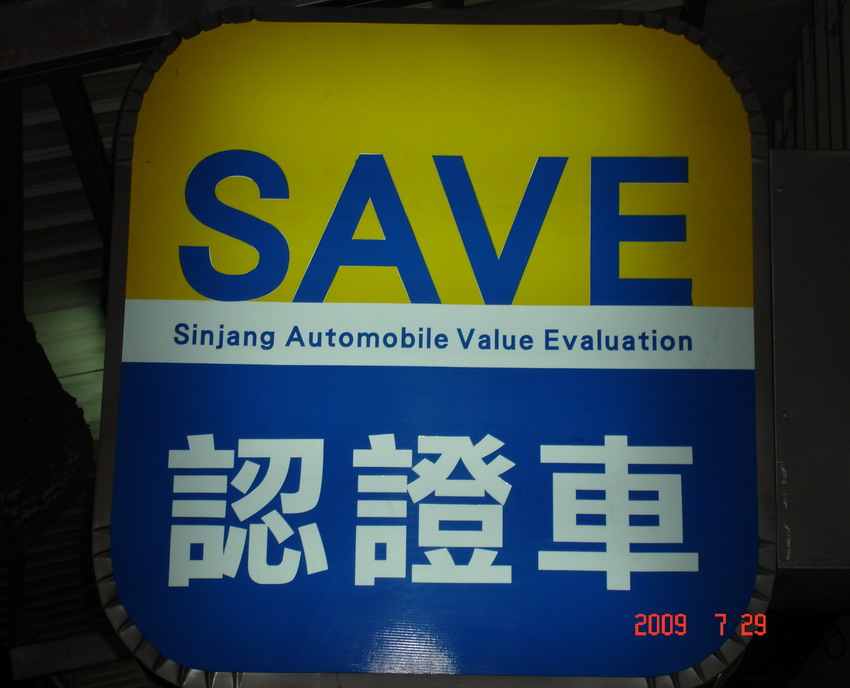 SAVE
Sinjang Automobile Value Evaluation
認證車
2009 7 29